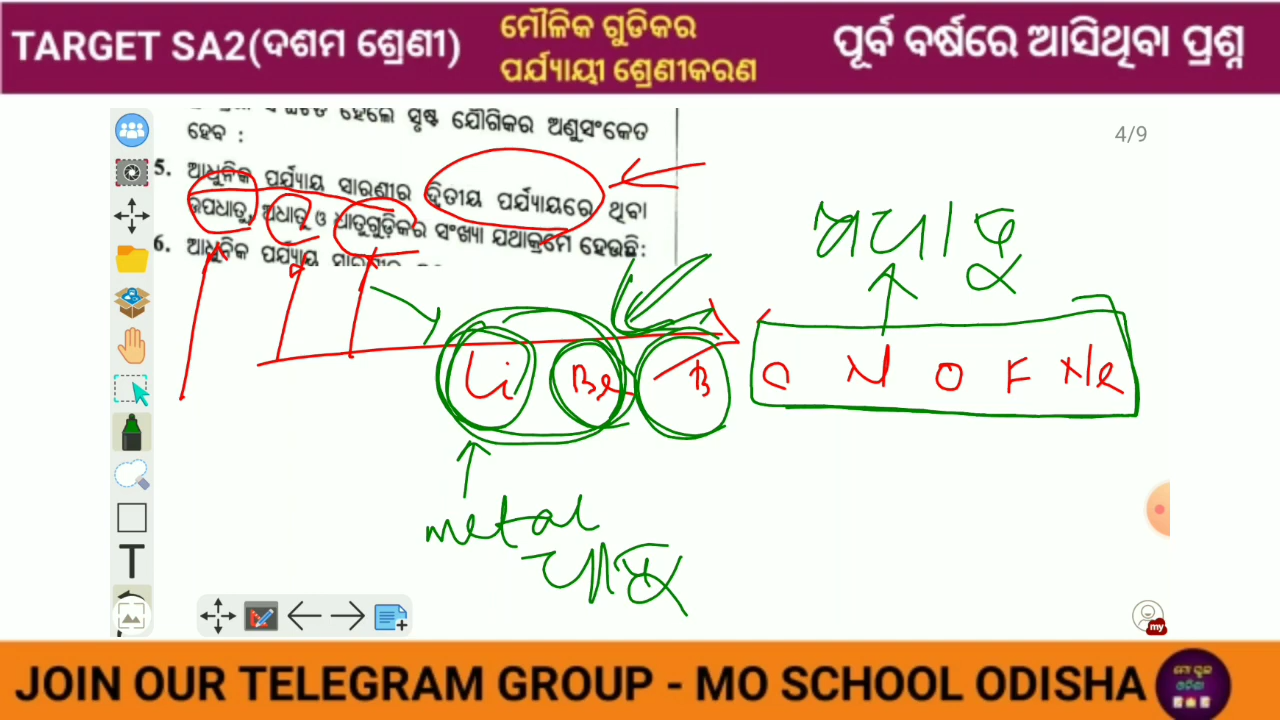 TARGET SA2(ଦଶମ ଶ୍ରେଣୀ)
ମୌଳିକ ଗୁଡିକର
ପର୍ଯ୍ୟାୟୀ ଶ୍ରେଣୀକରଣ
ପୂର୍ବ ବର୍ଷରେ ଆସିଥିବା ପ୍ରଶ୍ନ
ହେଲେ ସୃଷ୍ଟ ଯୌଗିକର ଅଣୁସଂକେତ
ହେବ :
4/9
5. ଆଧୁନିକ ପର୍ଯ୍ୟାୟ ସାରଣୀର ଦ୍ୱିତୀୟ ପର୍ଯ୍ୟାୟରେ ଥିବା
ଉପଧାତୁ, ଅଧାତୁ ଓ ଧାତୁଗୁଡ଼ିକର ସଂଖ୍ୟା ଯଥାକ୍ରମେ ହେଉଛି:
6. ଆଧୁନିକ ପର୍ଯ୍ୟାୟ
ଅଧାତୁ
Li Be B C N O F Ne
metal
ଧାତୁ
T
my
JOIN OUR TELEGRAM GROUP - MO SCHOOL ODISHA
ମୋ ସ୍କୁଲ
ଓଡିଶା